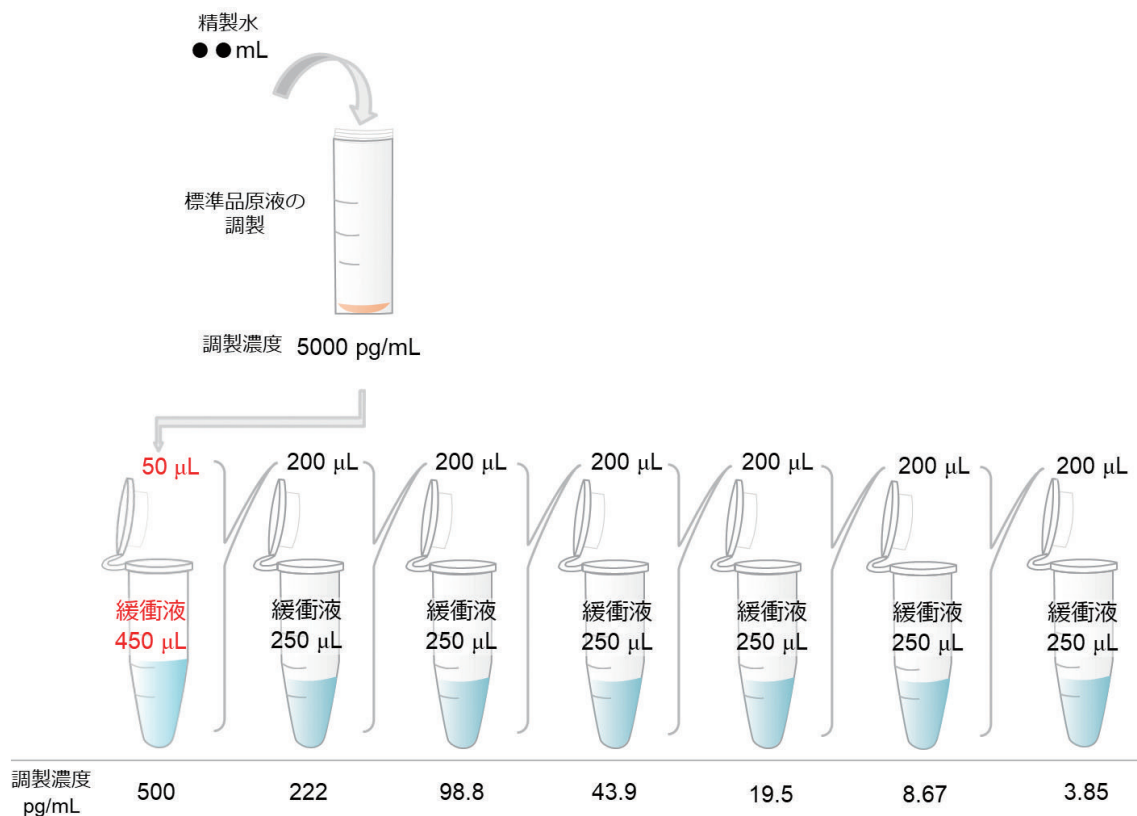 精製水
●●mL
標準品原液の
調製
調製濃度 5000 pg/mL
50 μL 200 μL 200 μL 200 μL 200 μL 200 μL 200 μL
緩衝液 緩衝液 緩衝液 緩衝液 緩衝液 緩衝液 緩衝液
450 μL 250 μL 250 μL 250 μL 250 μL 250 μL 250 μL
調製濃度
pg/mL
500 222 98.8 43.9 19.5 8.67 3.85